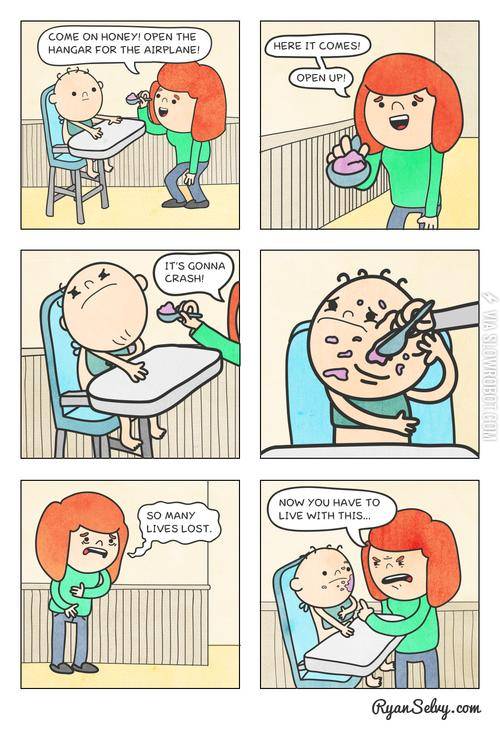 COME ON HONEY! OPEN THE
HANGAR FOR THE AIRPLANE!
HERE IT COMES!
OPEN UP!
IT'S GONNA
CRASH!
SO MANY
LIVES LOST.
NOW YOU HAVE TO
LIVE WITH THIS...
RyanSelvy.com
VIA SLOWROBOT.COM